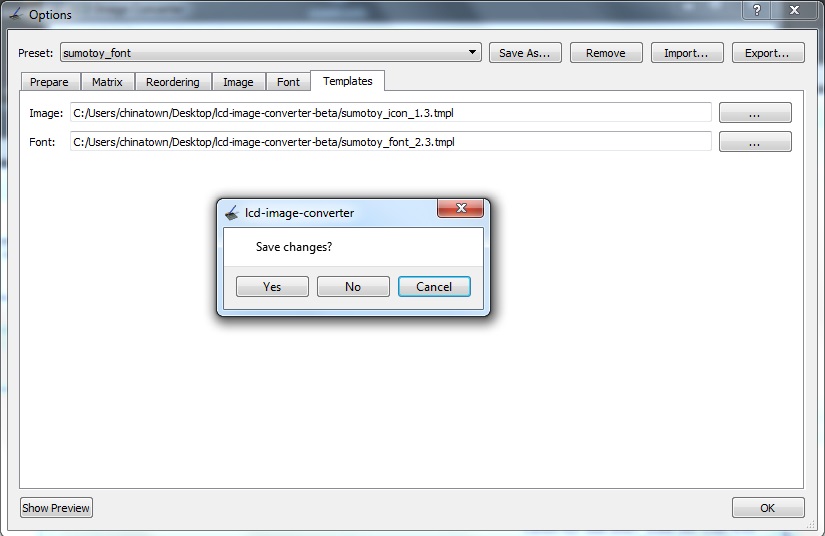 Options
Preset: sumotoy_font Save As... Remove Import... Export...
Prepare Matrix Reordering Image Font Templates
Image: C:/Users/chinatown/Desktop/lcd-image-converter-beta/sumotoy_icon_1.3.tmpl ...
Font: C:/Users/chinatown/Desktop/lcd-image-converter-beta/sumotoy_font_2.3.tmpl ...
lcd-image-converter
Save changes?
Yes No Cancel
Show Preview OK